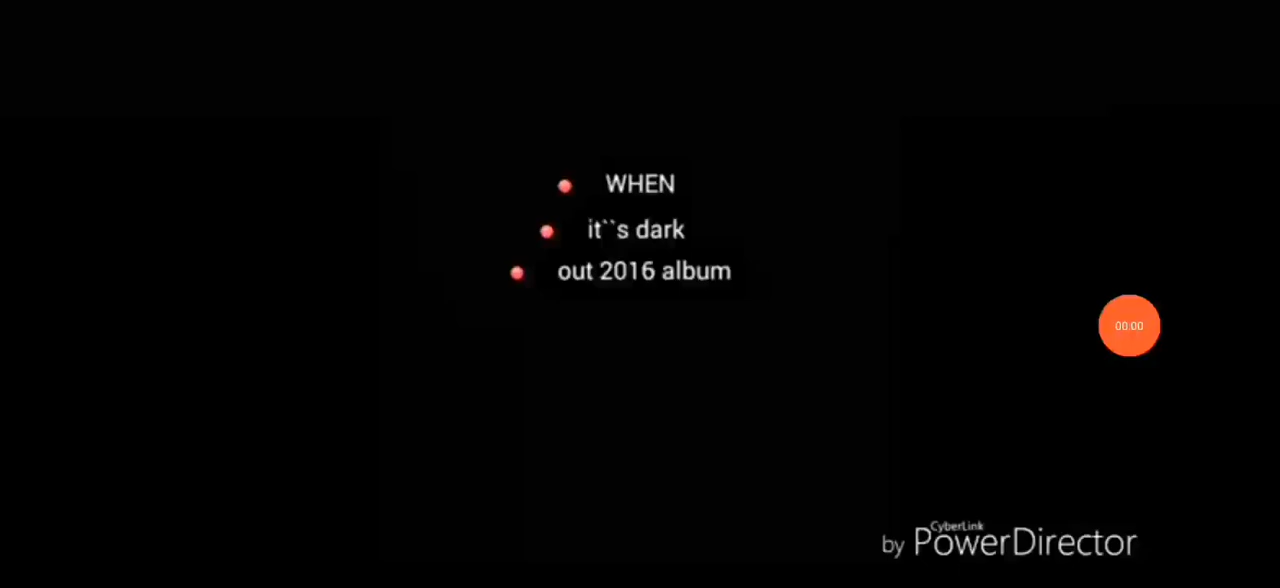 WHEN
it``s dark
out 2016 album
00:00
CyberLink
by PowerDirector